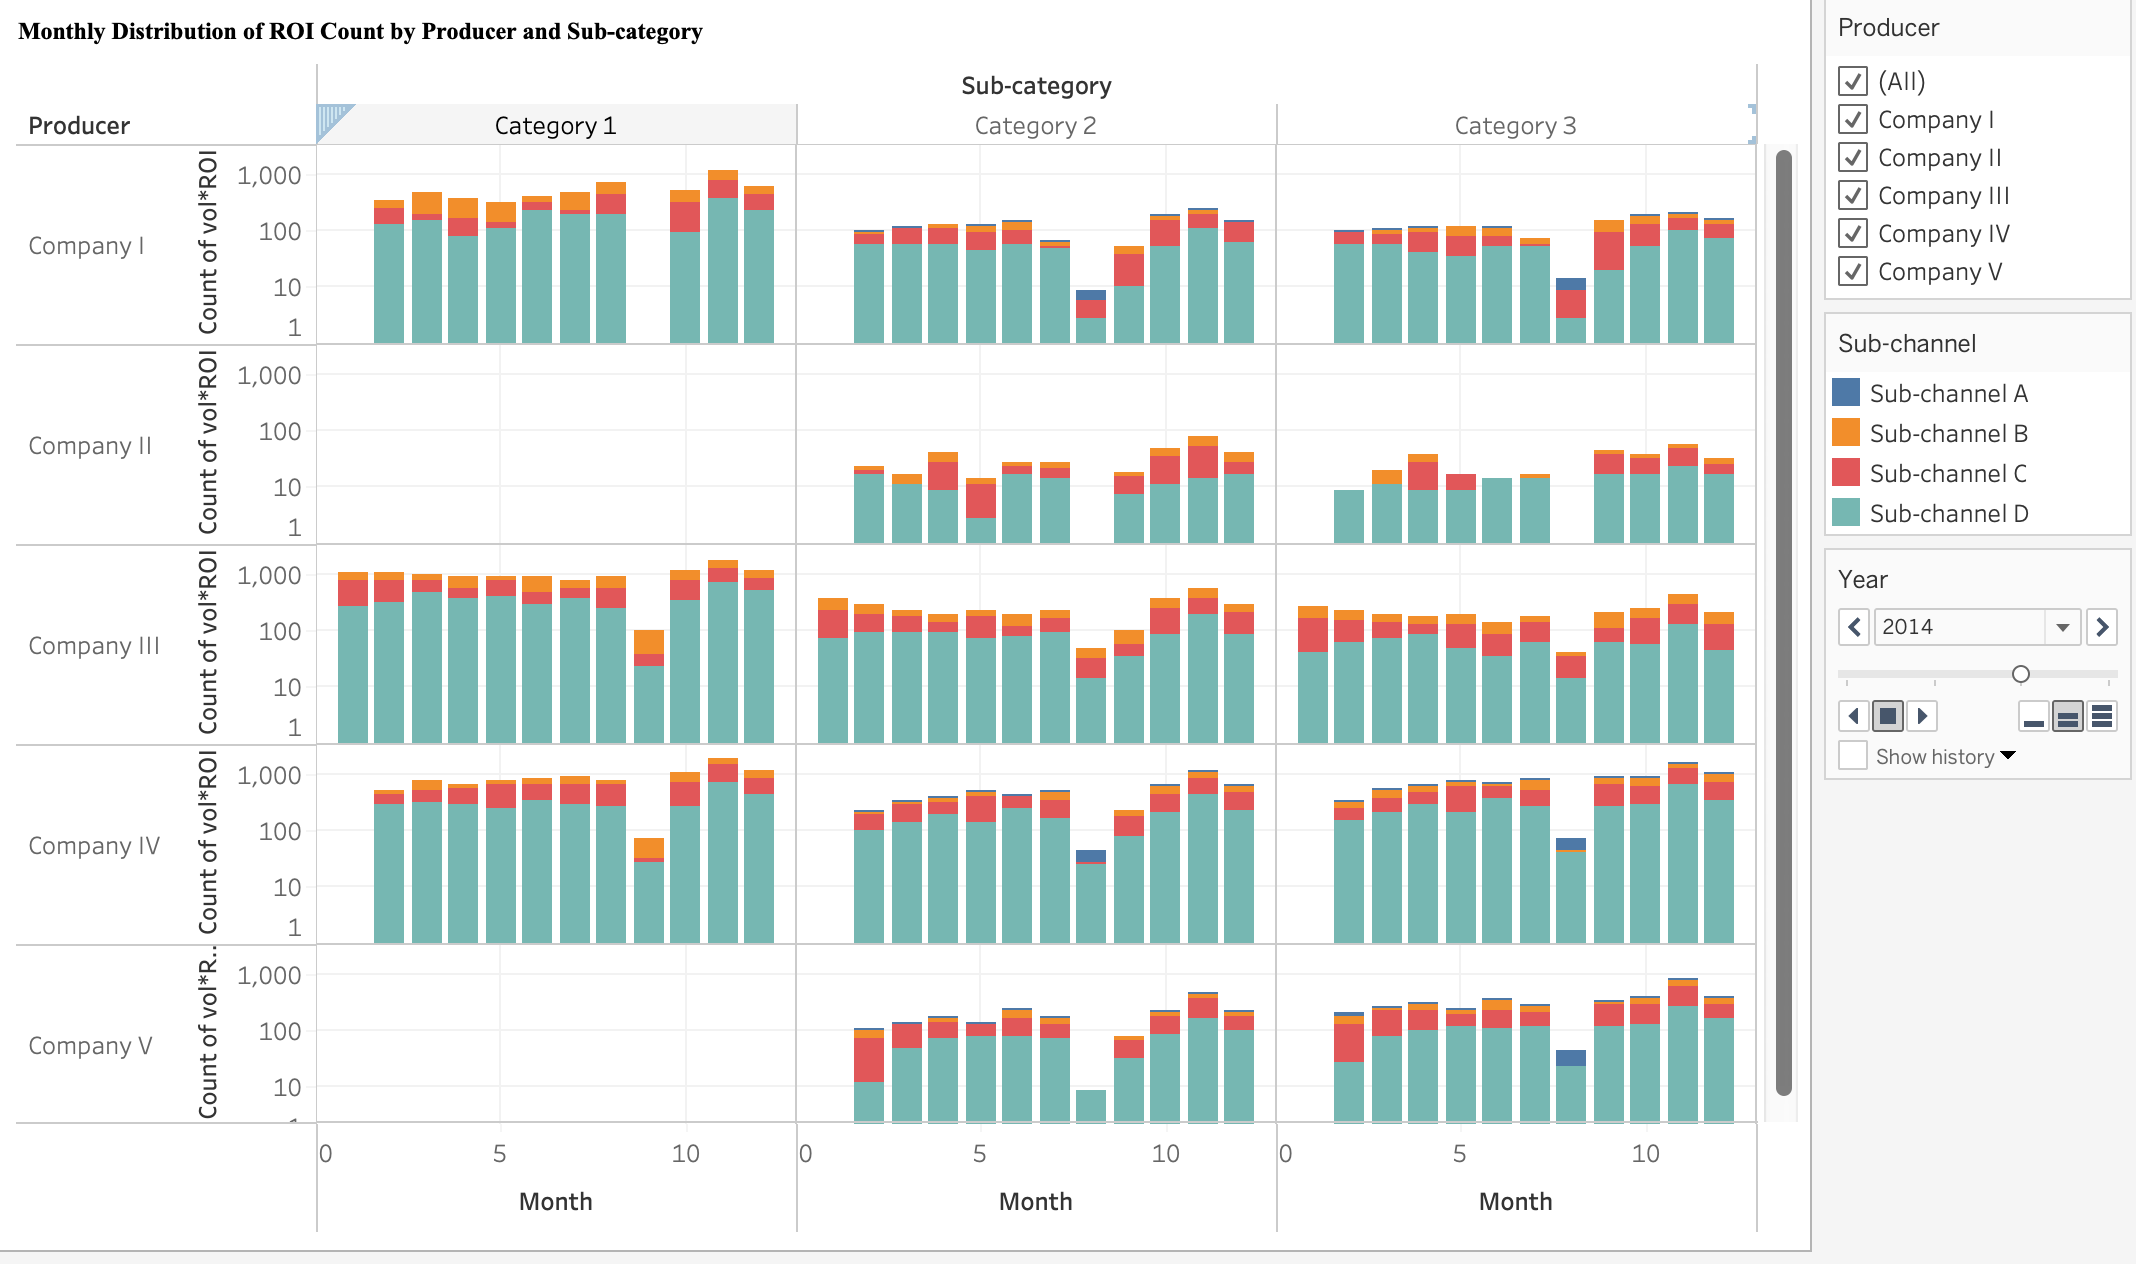 Monthly Distribution of ROI Count by Producer and Sub-category
Sub-category
Producer
Category 1
Category 2
Category 3
Company I
Count of vol*ROI
1,000
100
10
1
Company II
Count of vol*ROI
1,000
100
10
1
Company III
Count of vol*ROI
1,000
100
10
1
Company IV
Count of vol*ROI
1,000
100
10
1
Company V
Count of vol*R..
1,000
100
10
0 5 10
0 5 10
0 5 10
Month
Month
Month
Producer
(All)
Company I
Company II
Company III
Company IV
Company V
Sub-channel
Sub-channel A
Sub-channel B
Sub-channel C
Sub-channel D
Year
2014
Show history